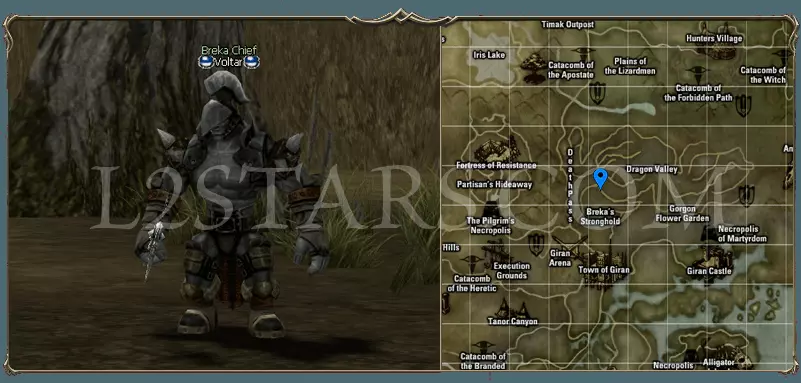 Breka Chief
Voltar
L2STARS.COM
Timak Outpost
Hunters Village
Iris Lake
Catacomb of
the Apostate
Plains of
the Lizardmen
Catacomb of
the Witch
Catacomb of
the Forbidden Path
Death Pass
Fortress of Resistance
Dragon Valley
Partisan's Hideaway
Breka's
Stronghold
Gorgon
Flower Garden
The Pilgrim's
Necropolis
Necropolis
of Martyrdom
Hills
Giran
Arena
Execution
Grounds
Town of Giran
Giran Castle
Catacomb
of the Heretic
Tanor Canyon
Catacomb of
the Branded
Necropolis
Alligator